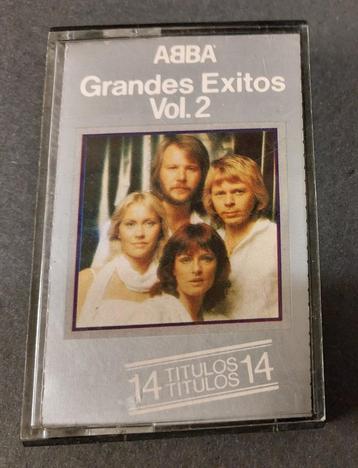 ABBA
Grandes Exitos
Vol. 2
14 TITULOS 14
TITULOS